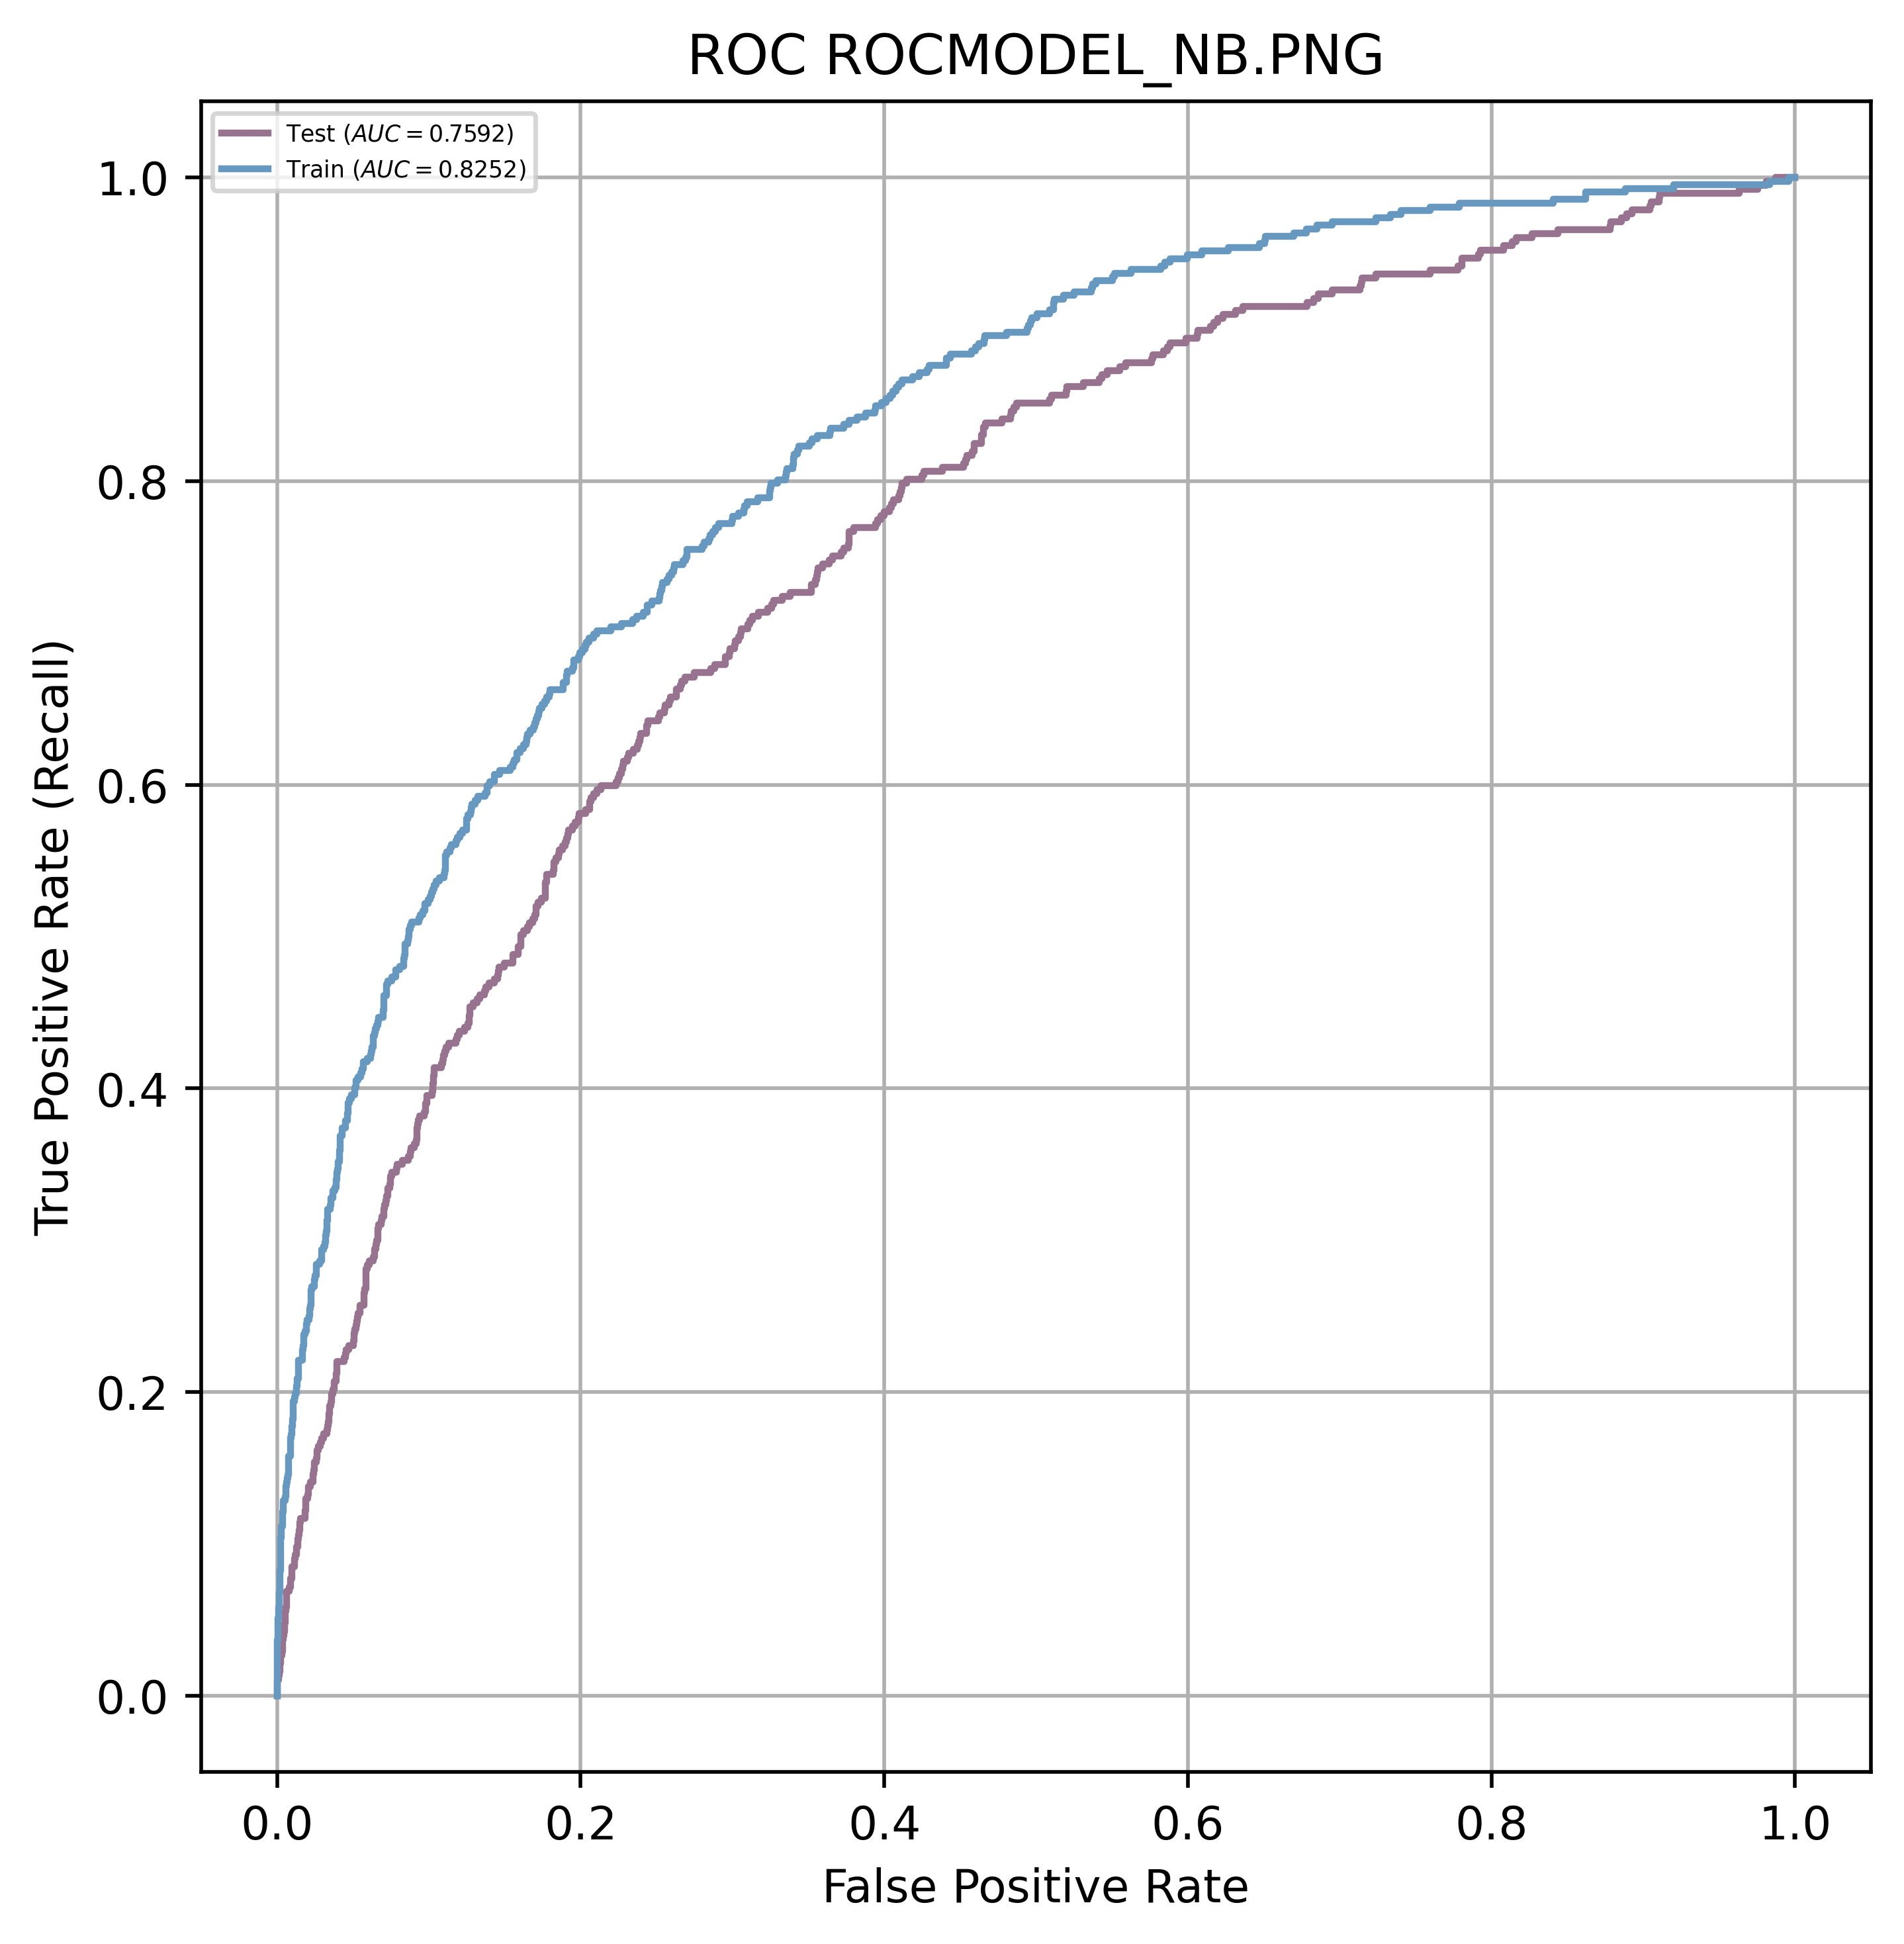 ROC ROCMODEL_NB.PNG
Test (AUC = 0.7592)
Train (AUC = 0.8252)
1.0
0.8
0.6
0.4
0.2
0.0
True Positive Rate (Recall)
0.0 0.2 0.4 0.6 0.8 1.0
False Positive Rate